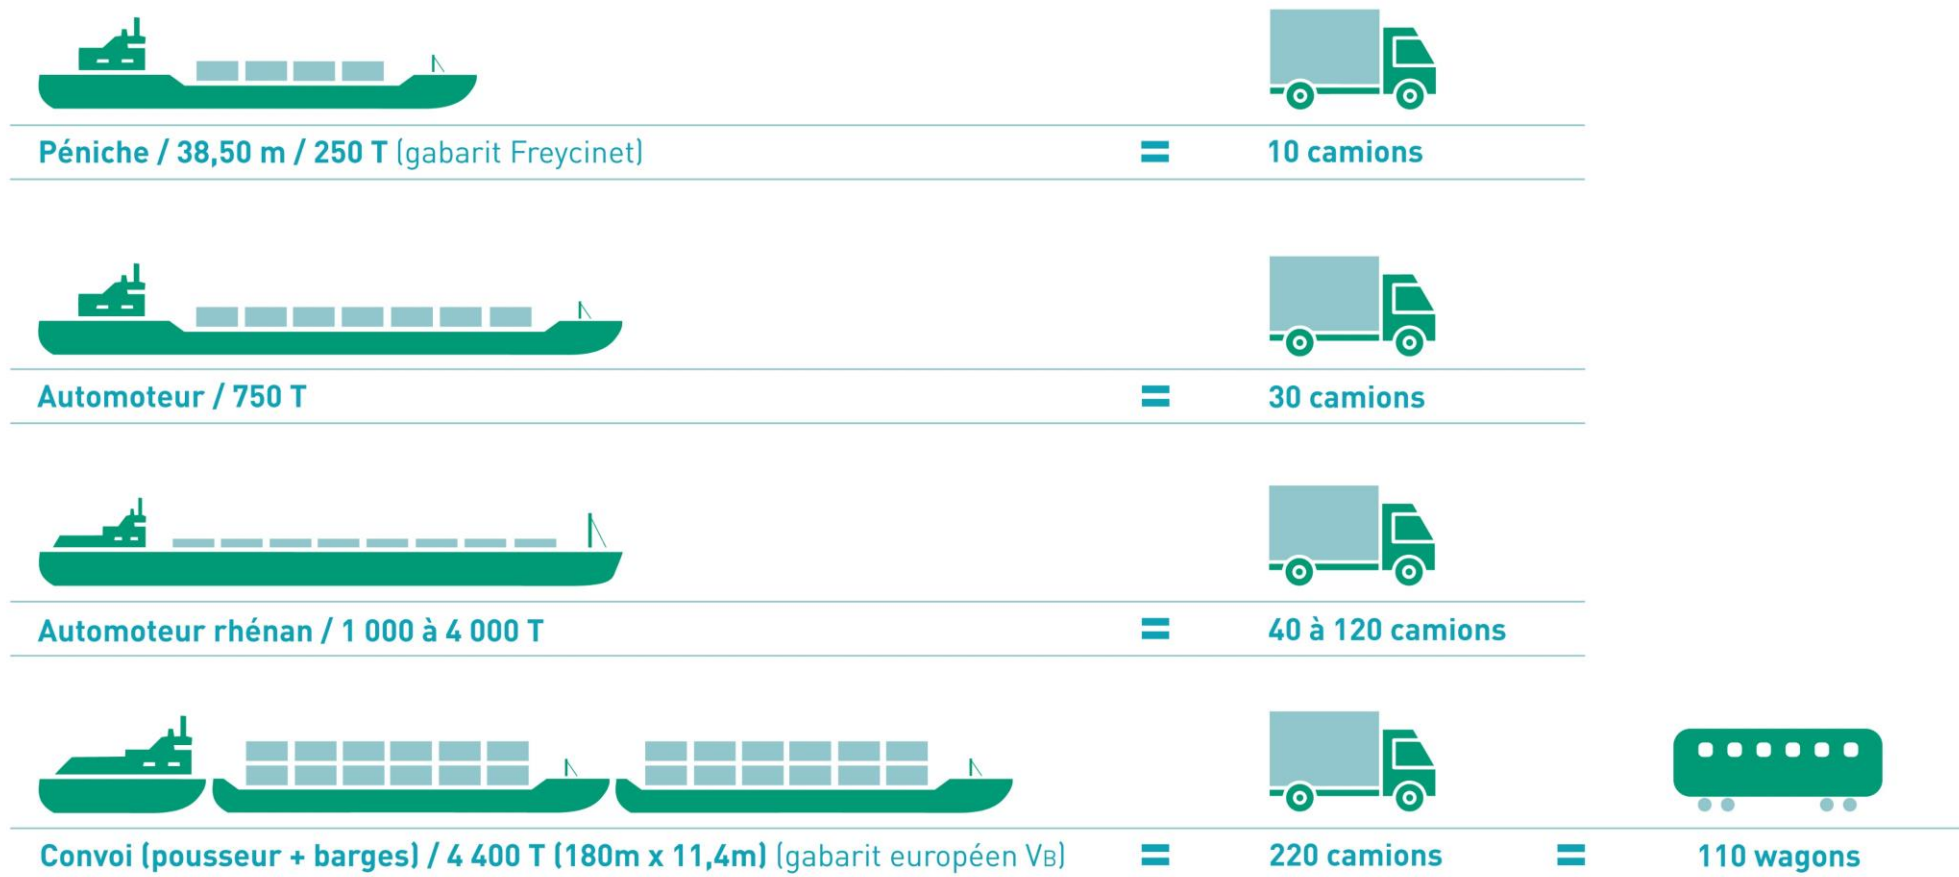 Péniche / 38,50 m / 250 T (gabarit Freycinet) = 10 camions
Automoteur / 750 T = 30 camions
Automoteur rhénan / 1 000 à 4 000 T = 40 à 120 camions
Convoi (pousseur + barges) / 4 400 T (180m x 11,4m) (gabarit européen VB) = 220 camions = 110 wagons